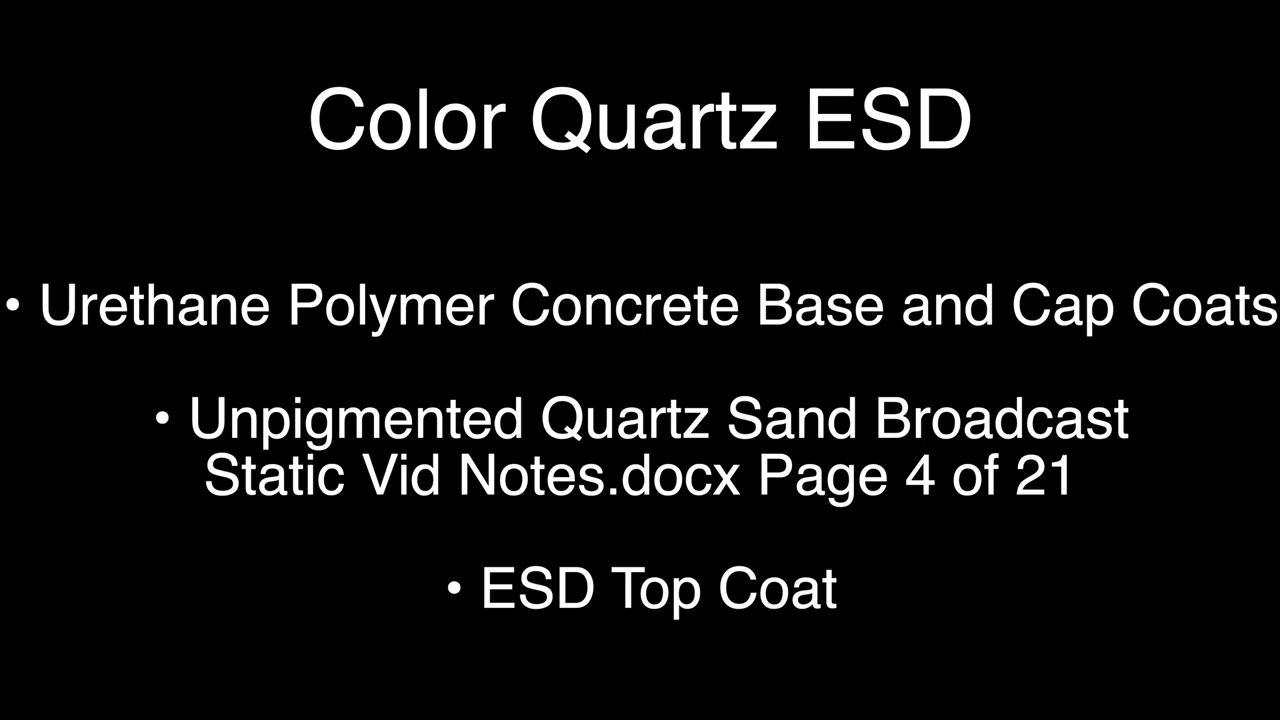 Color Quartz ESD
• Urethane Polymer Concrete Base and Cap Coats
• Unpigmented Quartz Sand Broadcast
Static Vid Notes.docx Page 4 of 21
• ESD Top Coat